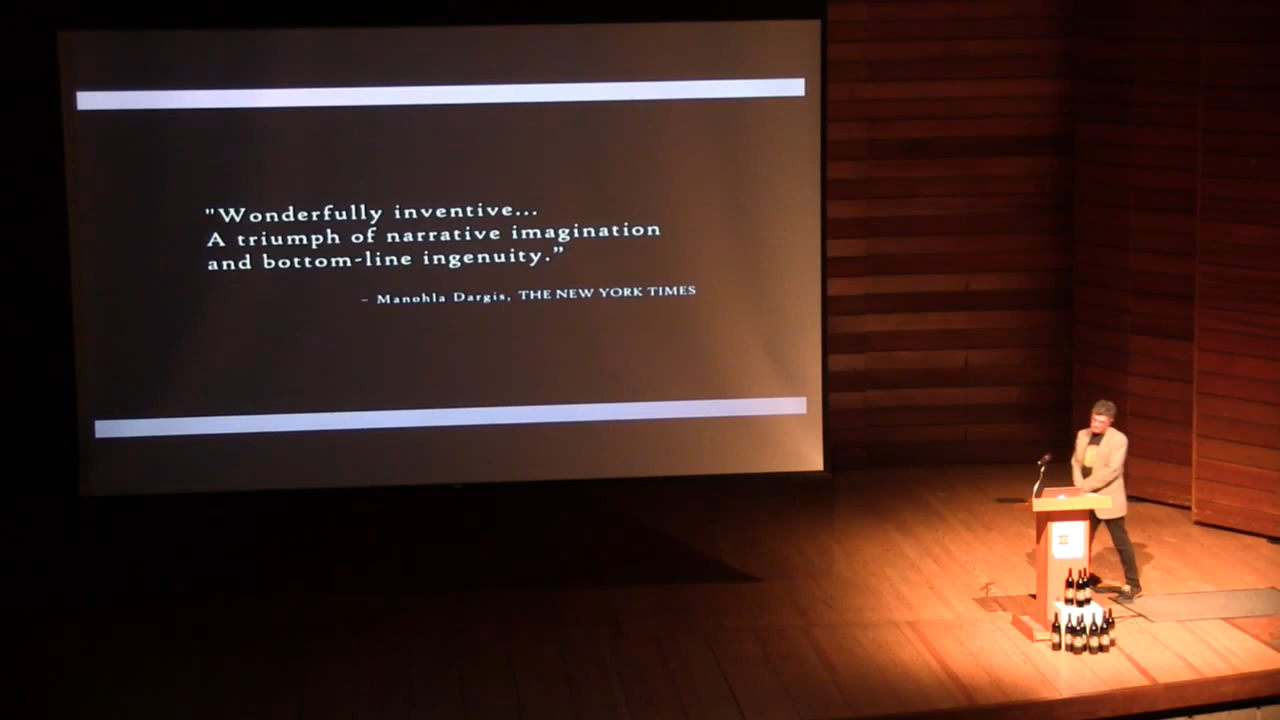 "Wonderfully inventive...
A triumph of narrative imagination
and bottom-line ingenuity.”
– Manohla Dargis, THE NEW YORK TIMES